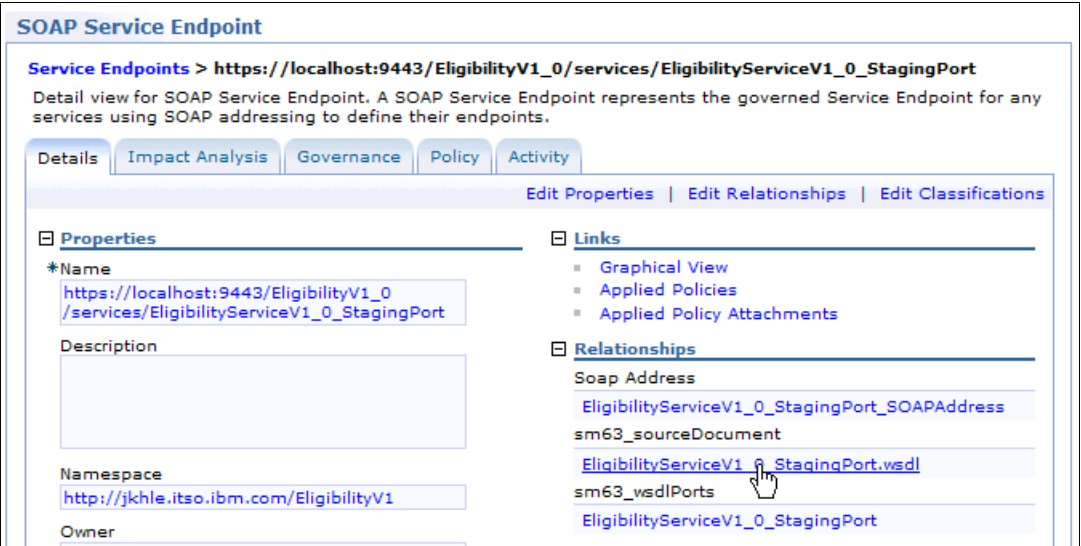 SOAP Service Endpoint
Service Endpoints > https://localhost:9443/EligibilityV1_0/services/EligibilityServiceV1_0_StagingPort
Detail view for SOAP Service Endpoint. A SOAP Service Endpoint represents the governed Service Endpoint for any
services using SOAP addressing to define their endpoints.
Details
Impact Analysis
Governance
Policy
Activity
Edit Properties | Edit Relationships | Edit Classifications
Properties
*Name
https://localhost:9443/EligibilityV1_0
/services/EligibilityServiceV1_0_StagingPort
Description
Namespace
http://jkhle.itso.ibm.com/EligibilityV1
Owner
Links
Graphical View
Applied Policies
Applied Policy Attachments
Relationships
Soap Address
EligibilityServiceV1_0_StagingPort_SOAPAddress
sm63_sourceDocument
EligibilityServiceV1_0_StagingPort.wsdl
sm63_wsdlPorts
EligibilityServiceV1_0_StagingPort